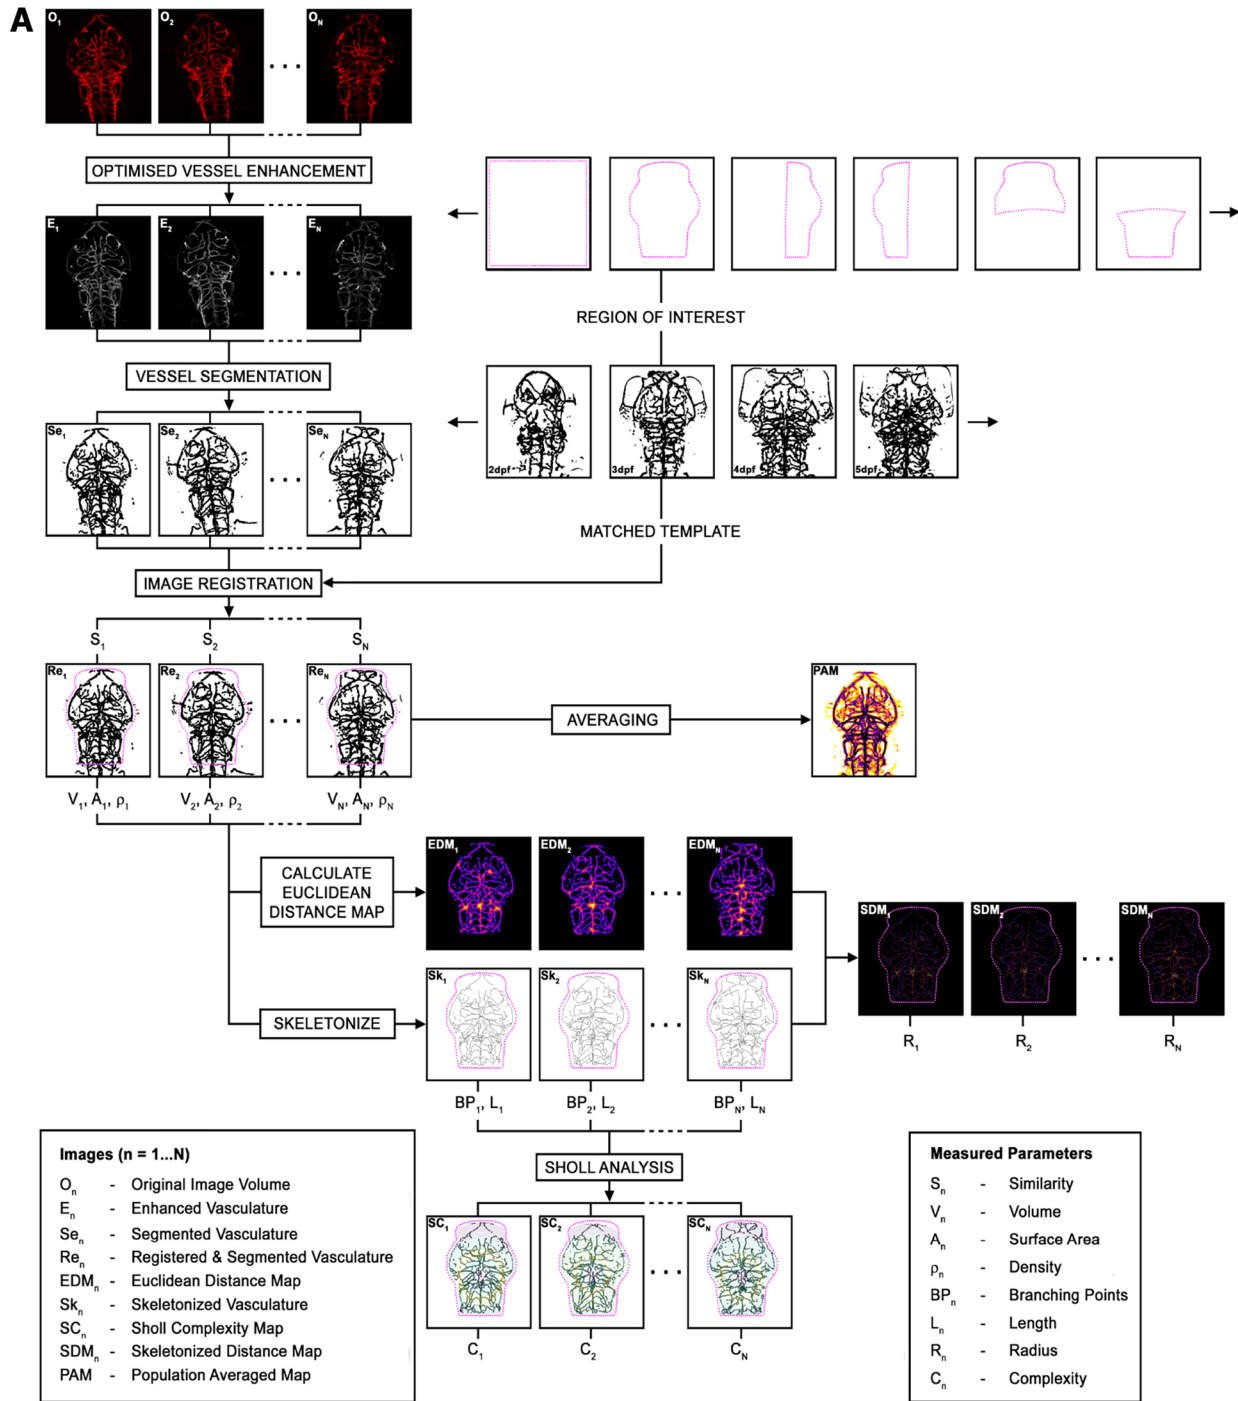 A
O1 O2 ON
OPTIMISED VESSEL ENHANCEMENT
E1 E2 EN
REGION OF INTEREST
VESSEL SEGMENTATION
Se1 Se2 SeN
2dpf 3dpf 4dpf 5dpf
MATCHED TEMPLATE
IMAGE REGISTRATION
S1 S2 SN
Re1 Re2 ReN
AVERAGING
PAM
V1, A1, ρ1 V2, A2, ρ2 VN, AN, ρN
CALCULATE
EUCLIDEAN
DISTANCE MAP
EDM1 EDM2 EDMN
SDM1 SDM2 SDMN
SKELETONIZE
Sk1 Sk2 SkN
R1 R2 RN
BP1, L1 BP2, L2 BPN, LN
SHOLL ANALYSIS
SC1 SC2 SCN
C1 C2 CN
Images (n = 1...N)
On - Original Image Volume
En - Enhanced Vasculature
Sen - Segmented Vasculature
Ren - Registered & Segmented Vasculature
EDMn - Euclidean Distance Map
Skn - Skeletonized Vasculature
SCn - Sholl Complexity Map
SDMn - Skeletonized Distance Map
PAM - Population Averaged Map
Measured Parameters
Sn - Similarity
Vn - Volume
An - Surface Area
ρn - Density
BPn - Branching Points
Ln - Length
Rn - Radius
Cn - Complexity